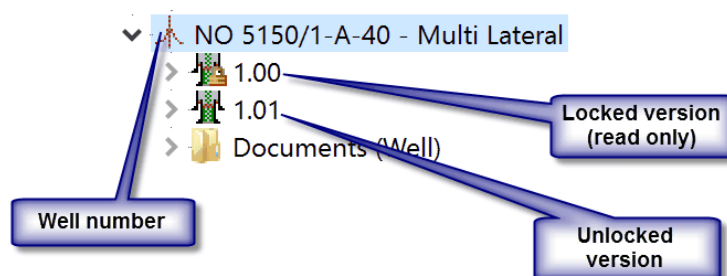 NO 5150/1-A-40 - Multi Lateral
1.00
1.01
Documents (Well)
Locked version
(read only)
Well number
Unlocked
version